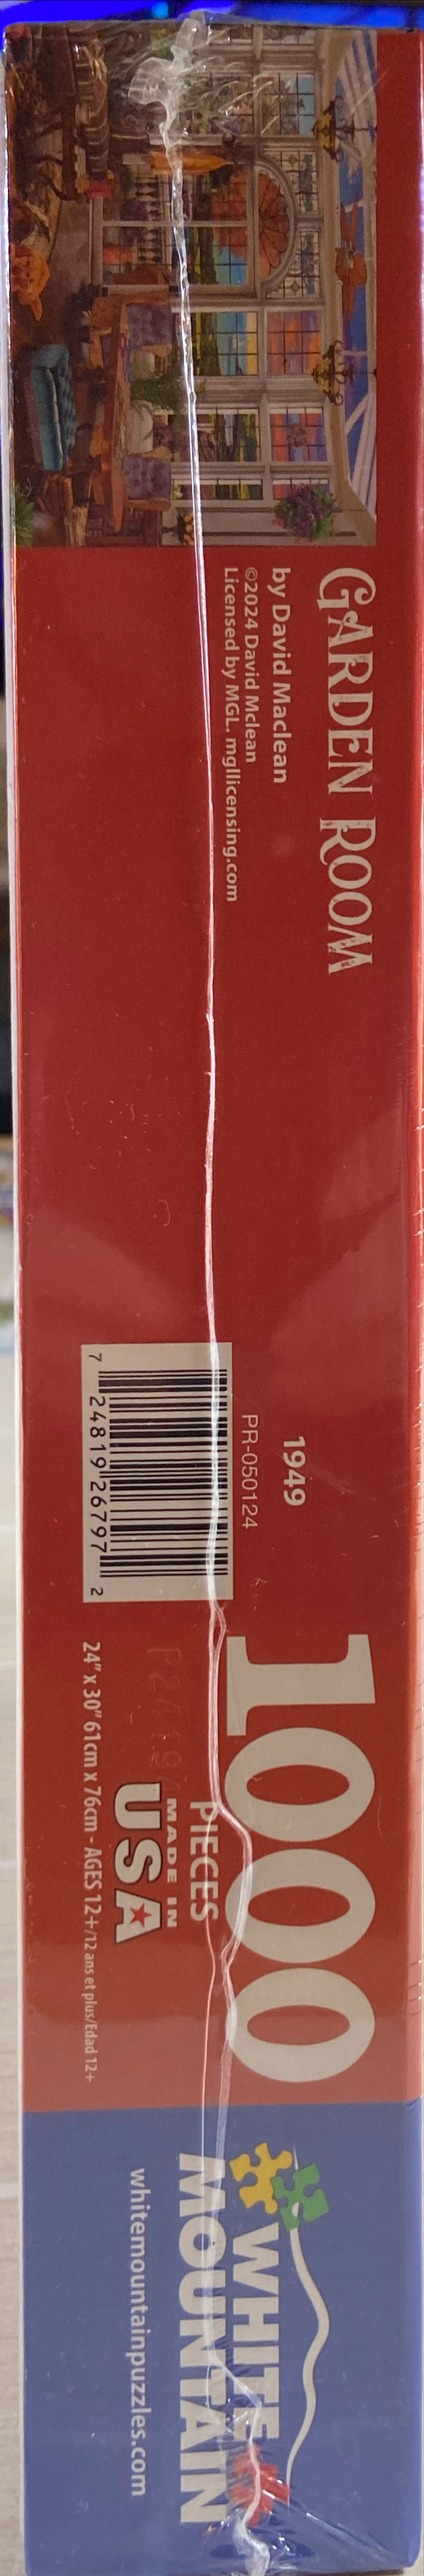 GARDEN ROOM
by David Maclean
©2024 David Mclean
Licensed by MGL. mgllicensing.com
1949
PR-050124
7 24819 26797 2
1000
PIECES
MADE IN
USA
24" x 30" 61cm x 76cm - AGES 12+/12 ans et plus/Edad 12+
WHITE
MOUNTAIN
whitemountainpuzzles.com